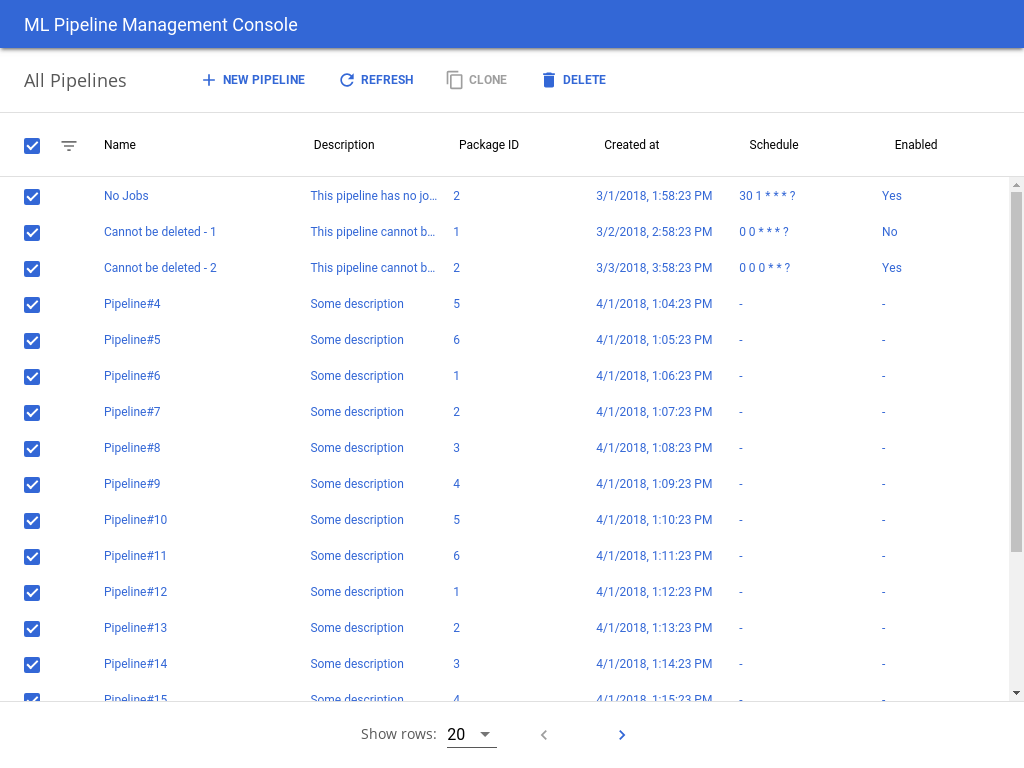 ML Pipeline Management Console
All Pipelines NEW PIPELINE REFRESH CLONE DELETE
Name Description Package ID Created at Schedule Enabled
No Jobs This pipeline has no jo... 2 3/1/2018, 1:58:23 PM 30 1 * * * ? Yes
Cannot be deleted - 1 This pipeline cannot b... 1 3/2/2018, 2:58:23 PM 0 0 * * * ? No
Cannot be deleted - 2 This pipeline cannot b... 2 3/3/2018, 3:58:23 PM 0 0 0 * * ? Yes
Pipeline#4 Some description 5 4/1/2018, 1:04:23 PM - -
Pipeline#5 Some description 6 4/1/2018, 1:05:23 PM - -
Pipeline#6 Some description 1 4/1/2018, 1:06:23 PM - -
Pipeline#7 Some description 2 4/1/2018, 1:07:23 PM - -
Pipeline#8 Some description 3 4/1/2018, 1:08:23 PM - -
Pipeline#9 Some description 4 4/1/2018, 1:09:23 PM - -
Pipeline#10 Some description 5 4/1/2018, 1:10:23 PM - -
Pipeline#11 Some description 6 4/1/2018, 1:11:23 PM - -
Pipeline#12 Some description 1 4/1/2018, 1:12:23 PM - -
Pipeline#13 Some description 2 4/1/2018, 1:13:23 PM - -
Pipeline#14 Some description 3 4/1/2018, 1:14:23 PM - -
Pipeline#15 Some description 4 4/1/2018, 1:15:23 PM - -
Show rows: 20